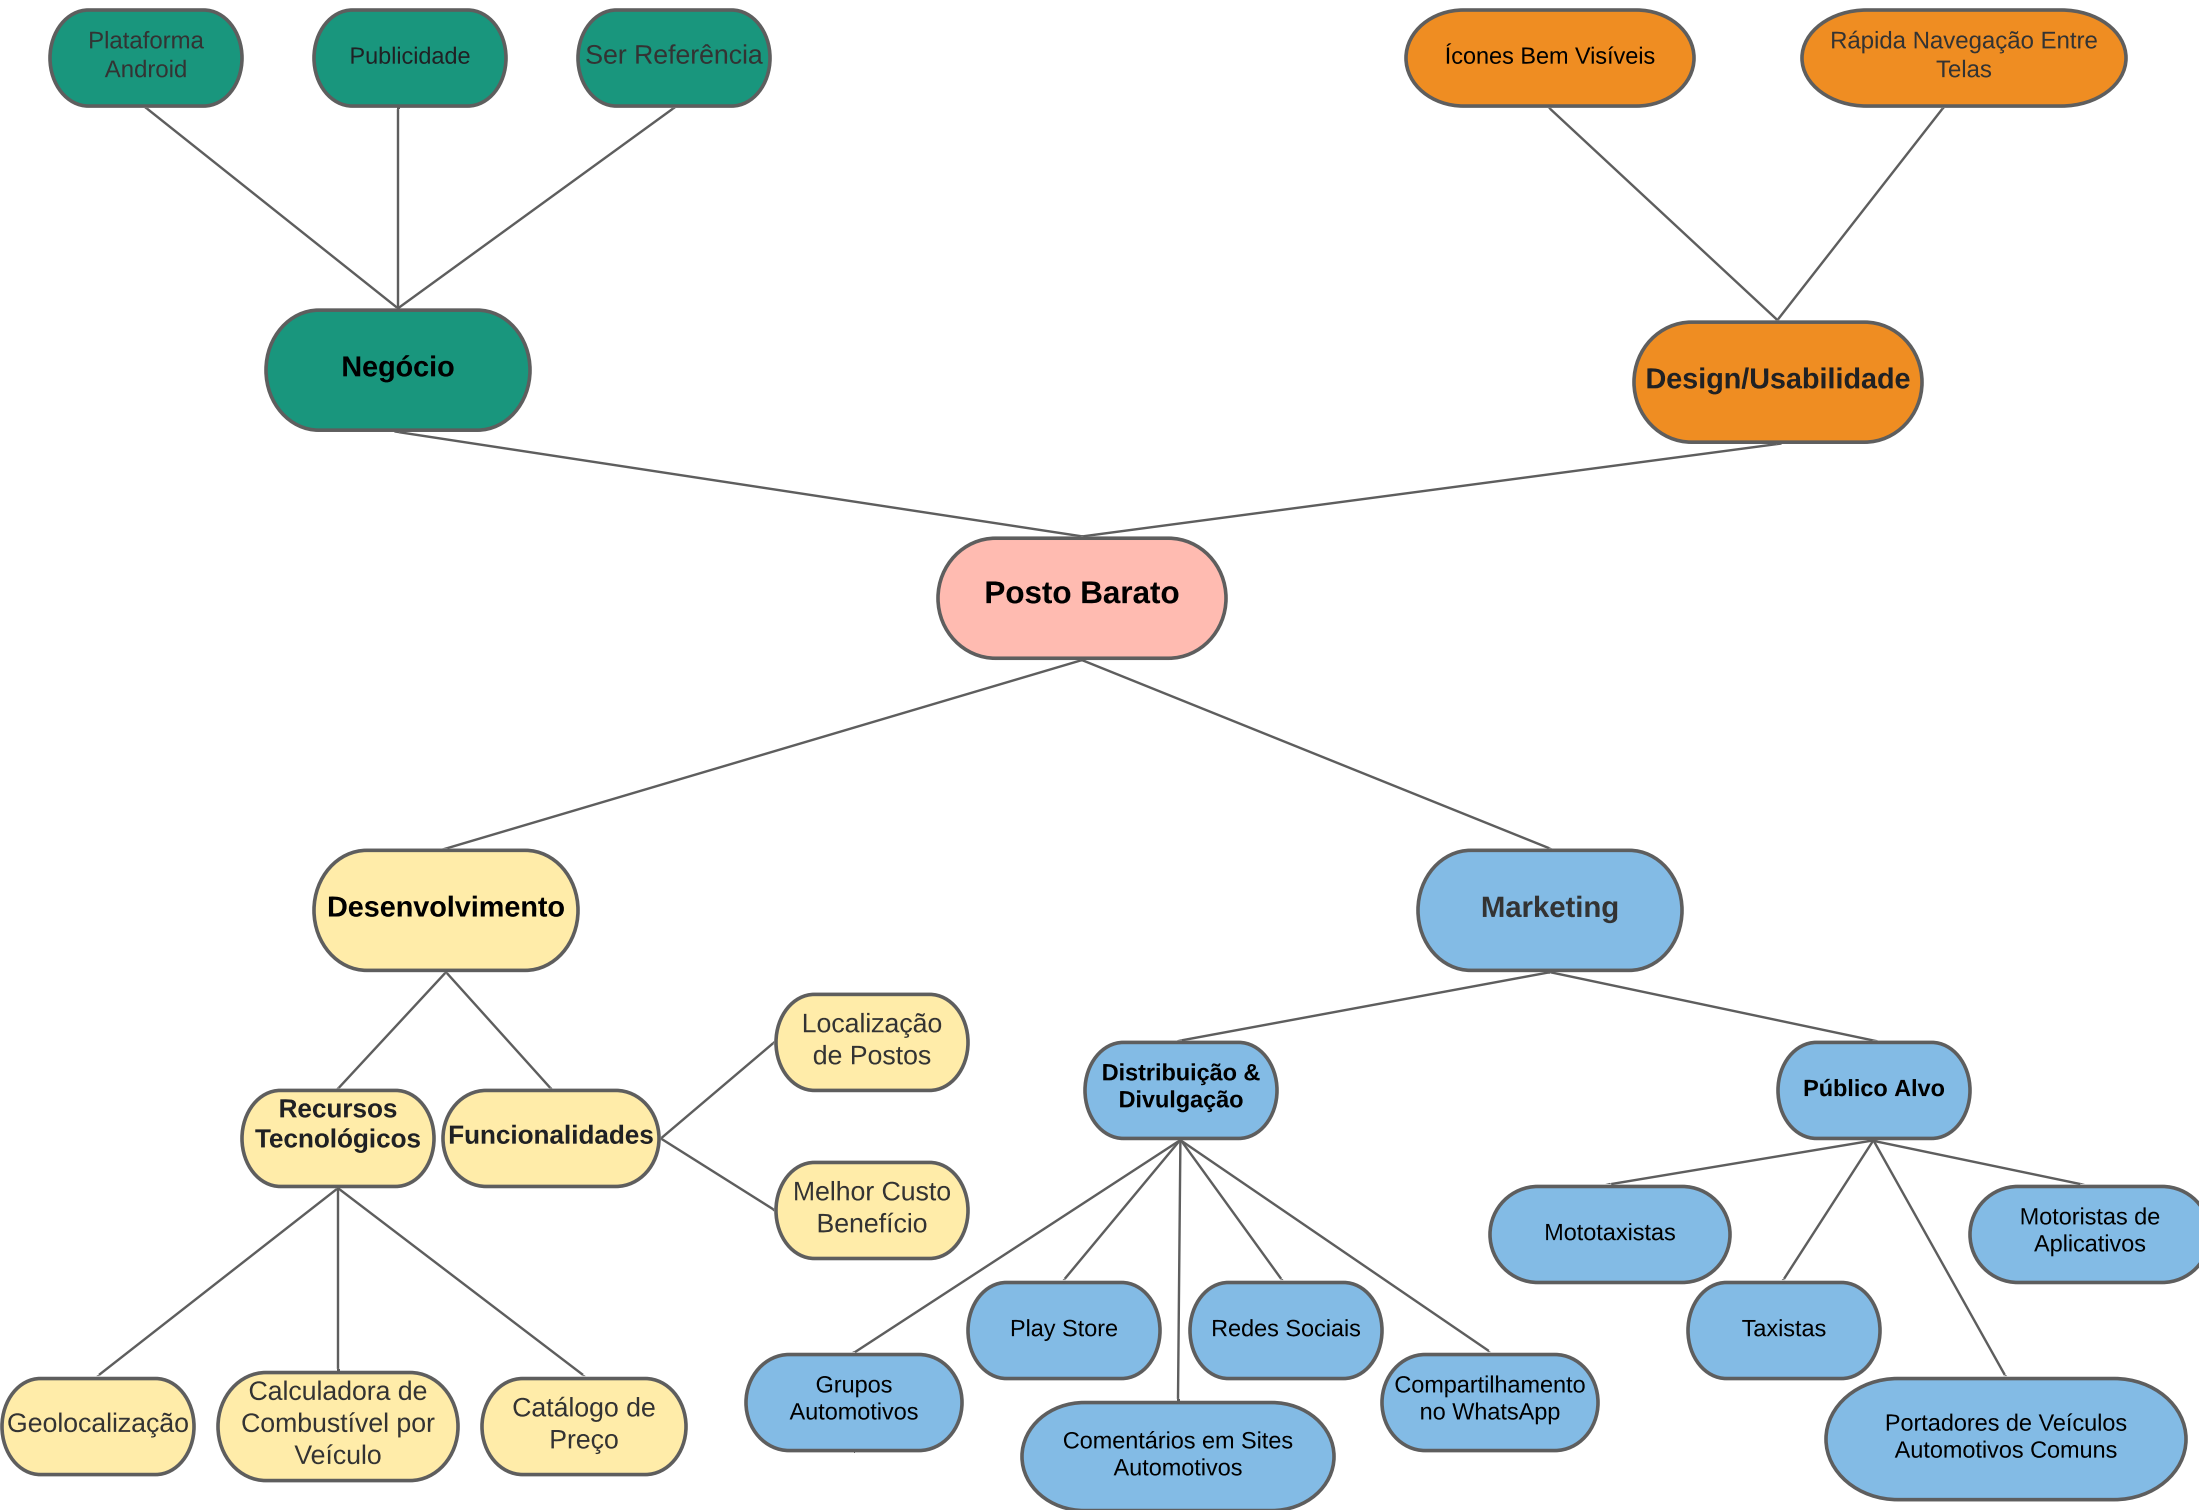 Plataforma
Android
Publicidade
Ser Referência
Ícones Bem Visíveis
Rápida Navegação Entre
Telas
Negócio
Design/Usabilidade
Posto Barato
Desenvolvimento
Marketing
Localização
de Postos
Distribuição &
Divulgação
Público Alvo
Recursos
Tecnológicos
Funcionalidades
Melhor Custo
Benefício
Mototaxistas
Motoristas de
Aplicativos
Play Store
Redes Sociais
Taxistas
Geolocalização
Calculadora de
Combustível por
Veículo
Catálogo de
Preço
Grupos
Automotivos
Comentários em Sites
Automotivos
Compartilhamento
no WhatsApp
Portadores de Veículos
Automotivos Comuns